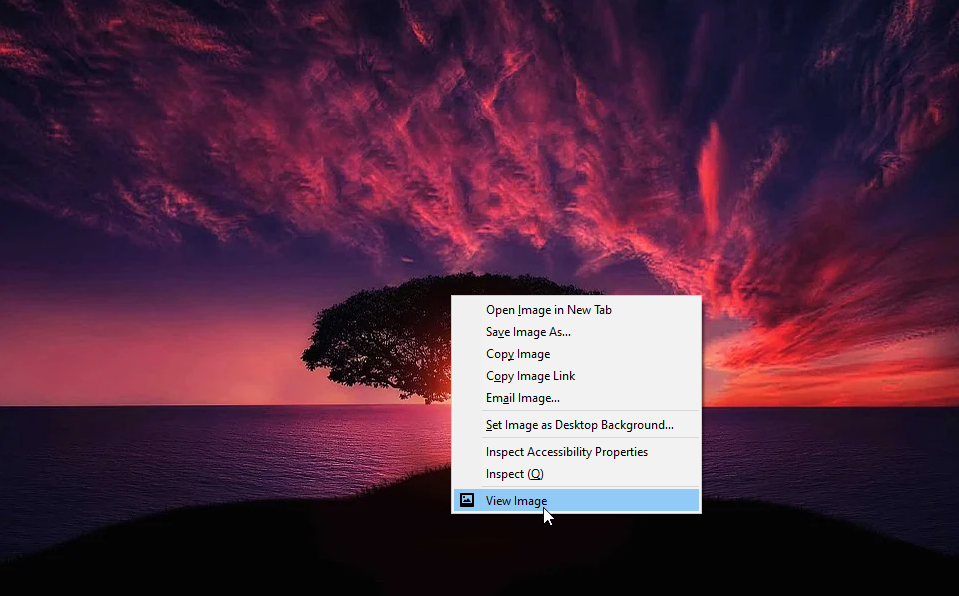 Open Image in New Tab
Save Image As...
Copy Image
Copy Image Link
Email Image...
Set Image as Desktop Background...
Inspect Accessibility Properties
Inspect (Q)
View Image